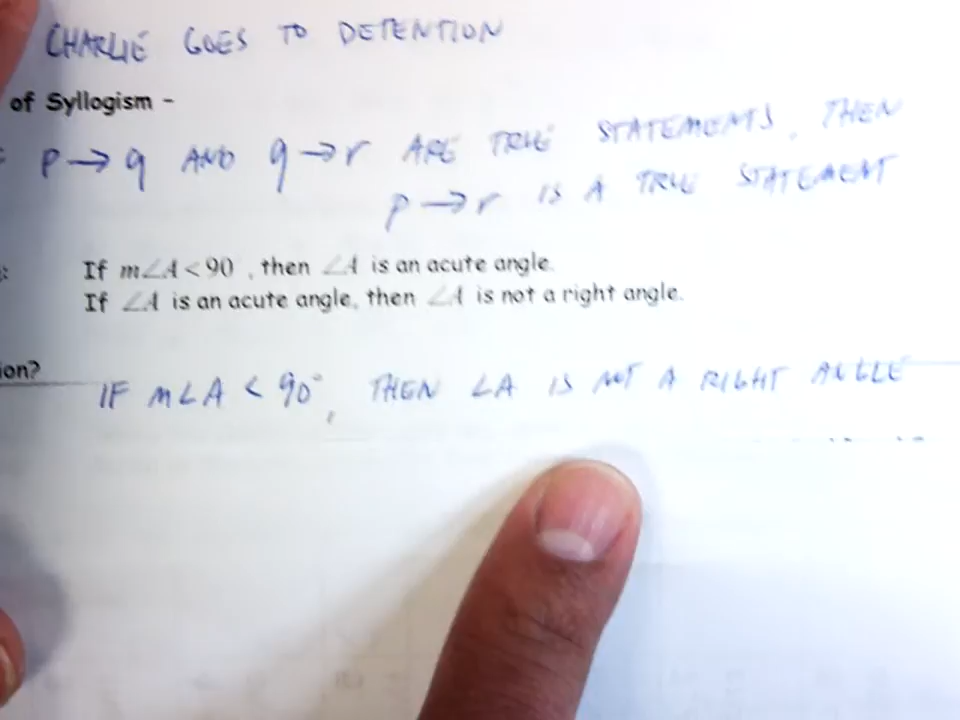 CHARLIE GOES TO DETENTION
of Syllogism -
p → q AND q → r ARE TRUE STATEMENTS, THEN
p → r IS A TRUE STATEMENT
If m∠A < 90 , then ∠A is an acute angle.
If ∠A is an acute angle, then ∠A is not a right angle.
ion?
IF m∠A < 90°, THEN ∠A IS NOT A RIGHT ANGLE